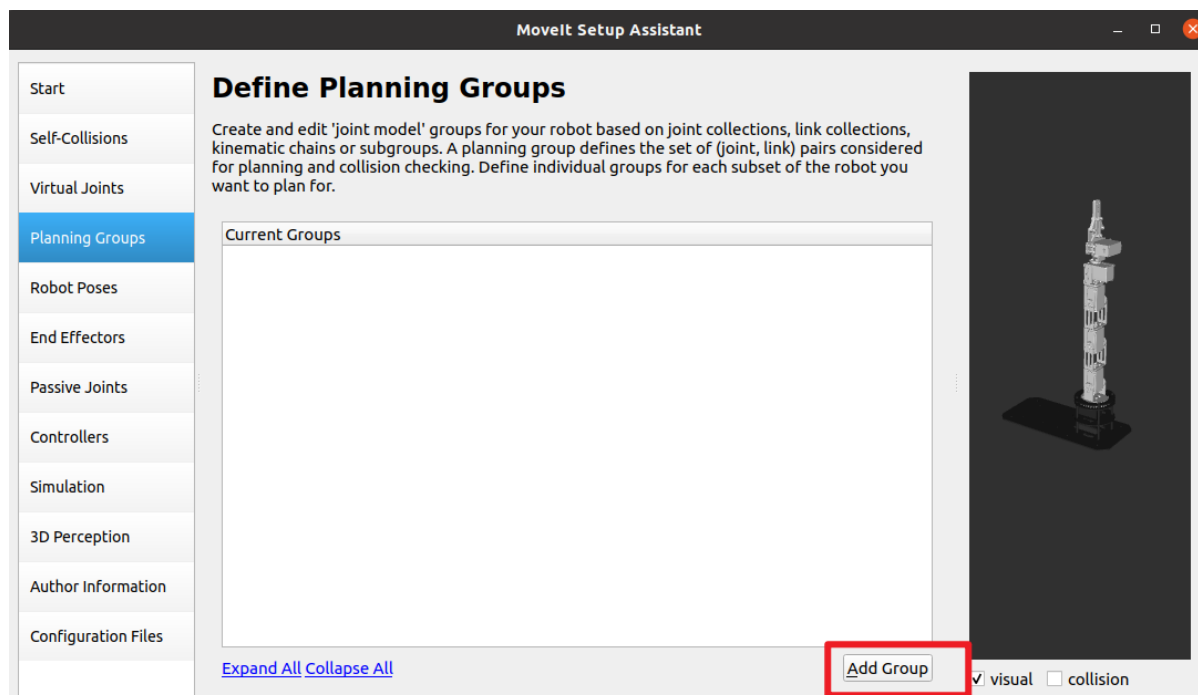 MoveIt Setup Assistant
Start
Self-Collisions
Virtual Joints
Planning Groups
Robot Poses
End Effectors
Passive Joints
Controllers
Simulation
3D Perception
Author Information
Configuration Files
Define Planning Groups
Create and edit 'joint model' groups for your robot based on joint collections, link collections,
kinematic chains or subgroups. A planning group defines the set of (joint, link) pairs considered
for planning and collision checking. Define individual groups for each subset of the robot you
want to plan for.
Current Groups
Expand All Collapse All
Add Group
visual
collision